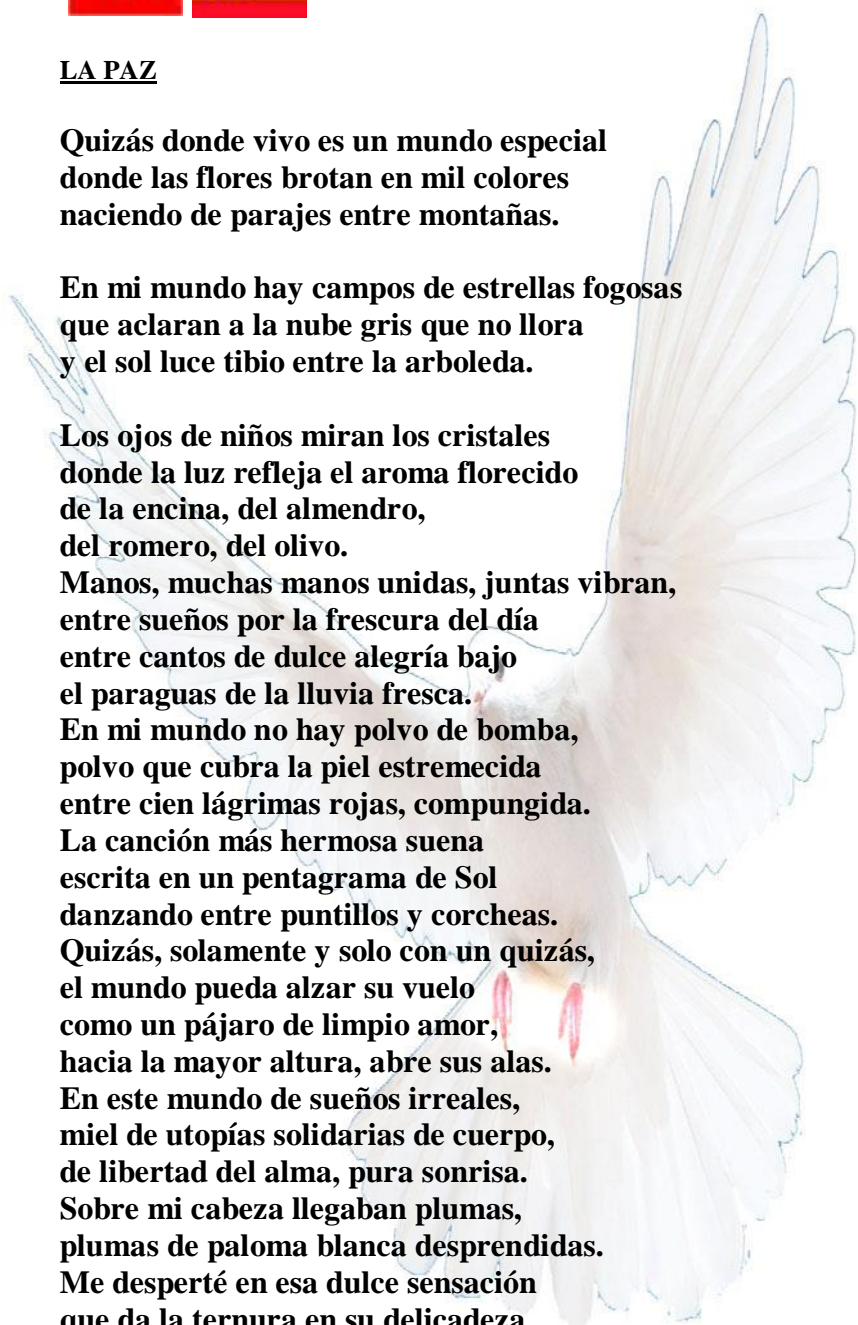 LA PAZ
Quizás donde vivo es un mundo especial
donde las flores brotan en mil colores
naciendo de parajes entre montañas.
En mi mundo hay campos de estrellas fogosas
que aclaran a la nube gris que no llora
y el sol luce tibio entre la arboleda.
Los ojos de niños miran los cristales
donde la luz refleja el aroma florecido
de la encina, del almendro,
del romero, del olivo.
Manos, muchas manos unidas, juntas vibran,
entre sueños por la frescura del día
entre cantos de dulce alegría bajo
el paraguas de la lluvia fresca.
En mi mundo no hay polvo de bomba,
polvo que cubra la piel estremecida
entre cien lágrimas rojas, compungida.
La canción más hermosa suena
escrita en un pentagrama de Sol
danzando entre puntillos y corcheas.
Quizás, solamente y solo con un quizás,
el mundo pueda alzar su vuelo
como un pájaro de limpio amor,
hacia la mayor altura, abre sus alas.
En este mundo de sueños irreales,
miel de utopías solidarias de cuerpo,
de libertad del alma, pura sonrisa.
Sobre mi cabeza llegaban plumas,
plumas de paloma blanca desprendidas.
Me desperté en esa dulce sensación
que da la ternura en su delicadeza